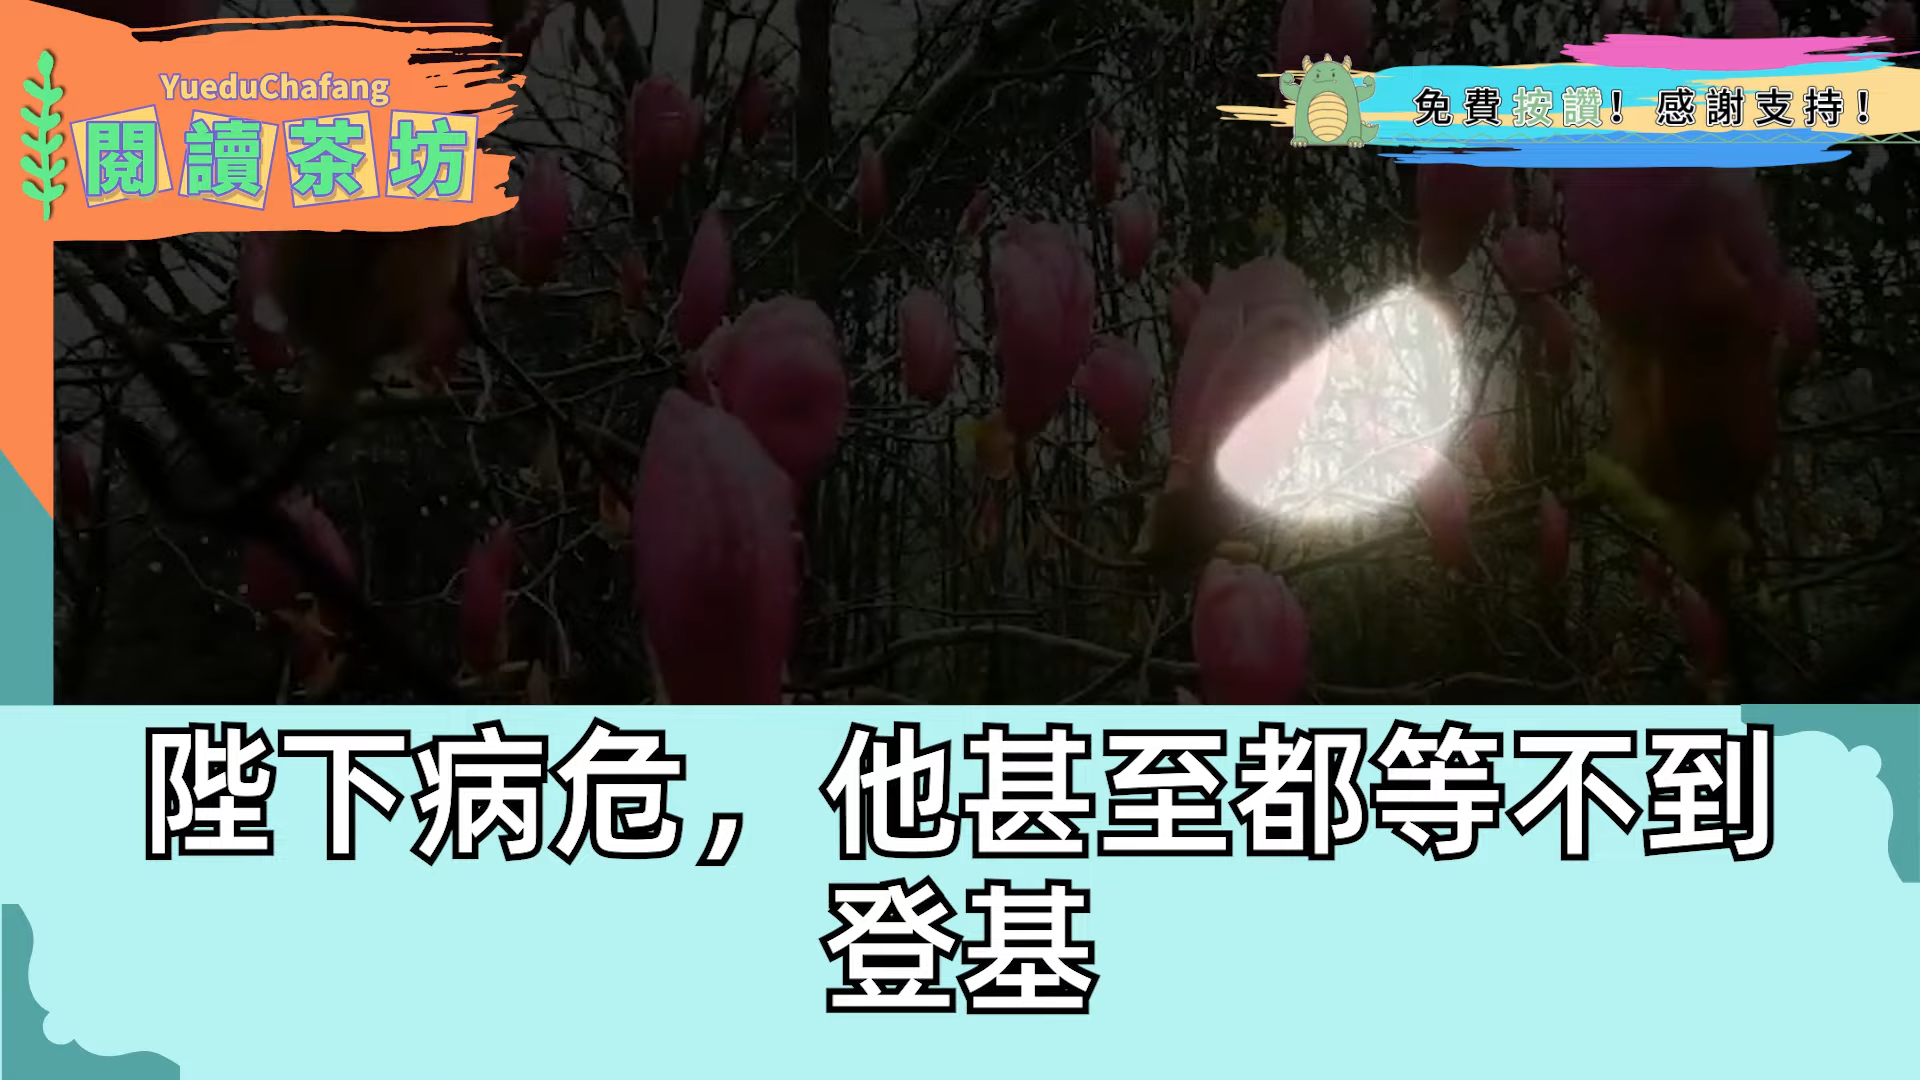 YueduChafang
閱讀茶坊
免費按讚！感謝支持！
陛下病危，他甚至都等不到
登基